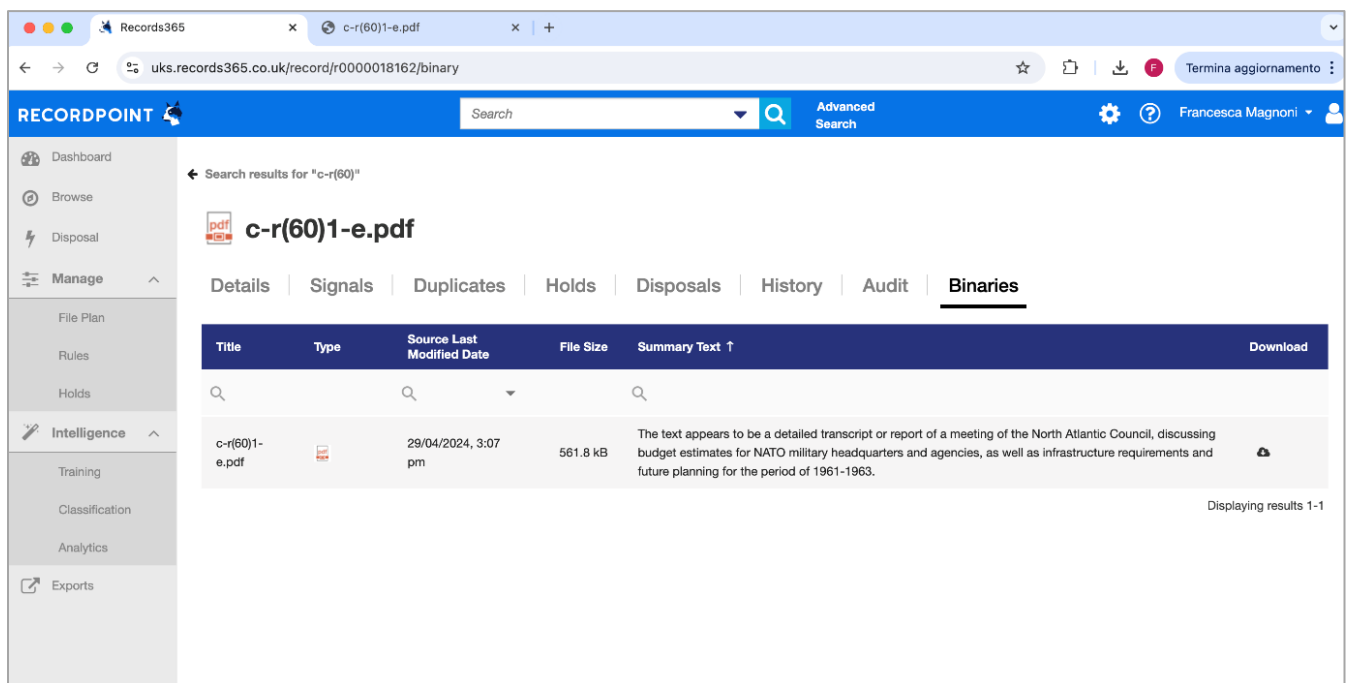 Records365
c-r(60)1-e.pdf
uks.records365.co.uk/record/r0000018162/binary
F
Termina aggiornamento
RECORDPOINT
Search
Advanced
Search
Francesca Magnoni
Dashboard
Browse
Disposal
Manage
File Plan
Rules
Holds
Intelligence
Training
Classification
Analytics
Exports
Search results for "c-r(60)"
pdf
c-r(60)1-e.pdf
Details
Signals
Duplicates
Holds
Disposals
History
Audit
Binaries
Title
Type
Source Last
Modified Date
File Size
Summary Text ↑
Download
c-r(60)1-
e.pdf
29/04/2024, 3:07
pm
561.8 kB
The text appears to be a detailed transcript or report of a meeting of the North Atlantic Council, discussing
budget estimates for NATO military headquarters and agencies, as well as infrastructure requirements and
future planning for the period of 1961-1963.
Displaying results 1-1